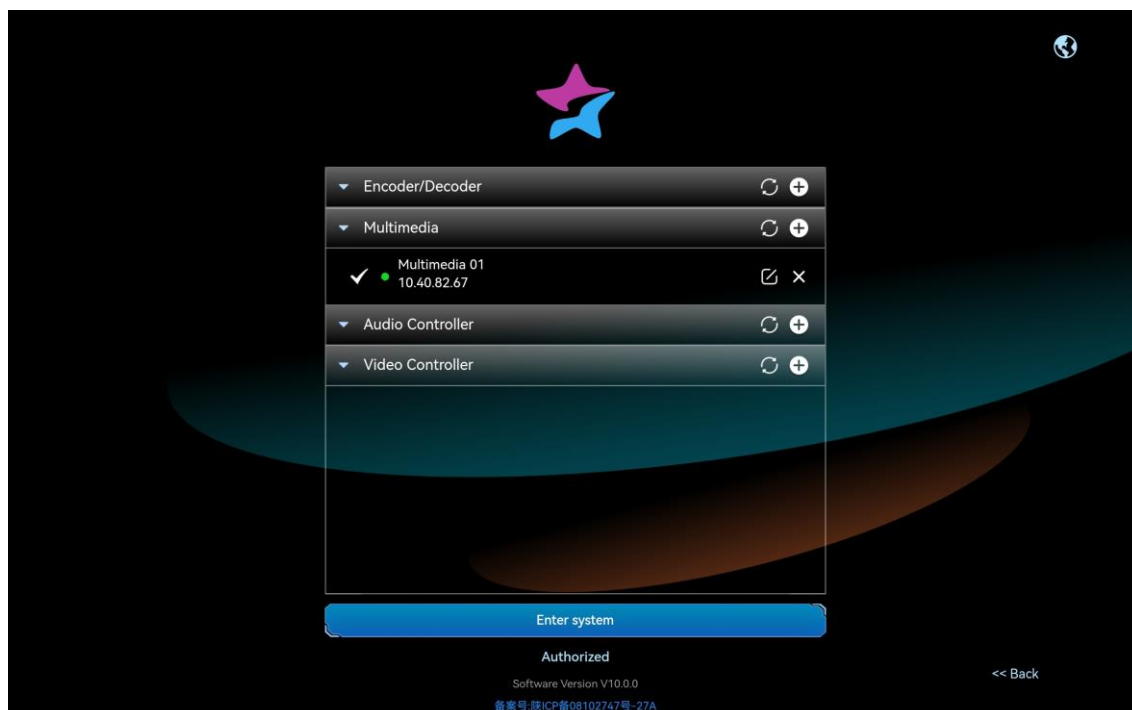 Encoder/Decoder
Multimedia
Multimedia 01
10.40.82.67
Audio Controller
Video Controller
Enter system
Authorized
<< Back
Software Version V10.0.0
备案号:陕ICP备08102747号-27A